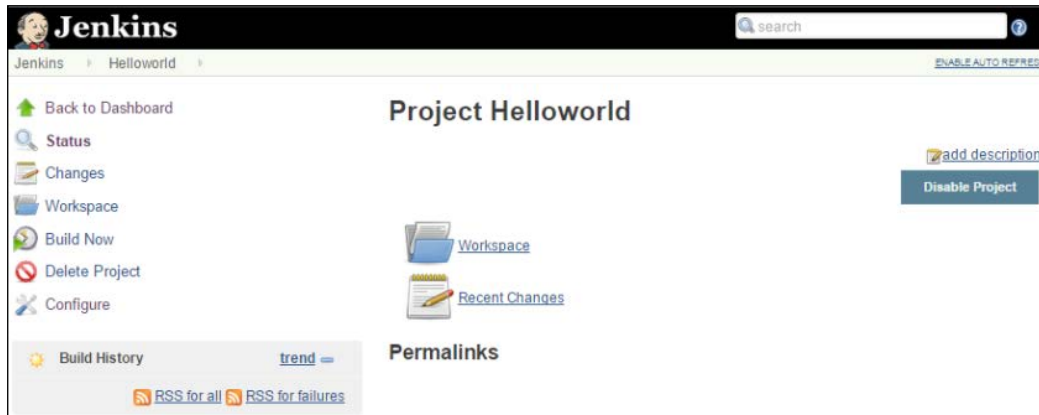 Jenkins
search
Jenkins Helloworld
ENABLE AUTO REFRES
Back to Dashboard
Status
Changes
Workspace
Build Now
Delete Project
Configure
Build History trend
RSS for all RSS for failures
Project Helloworld
add description
Disable Project
Workspace
Recent Changes
Permalinks